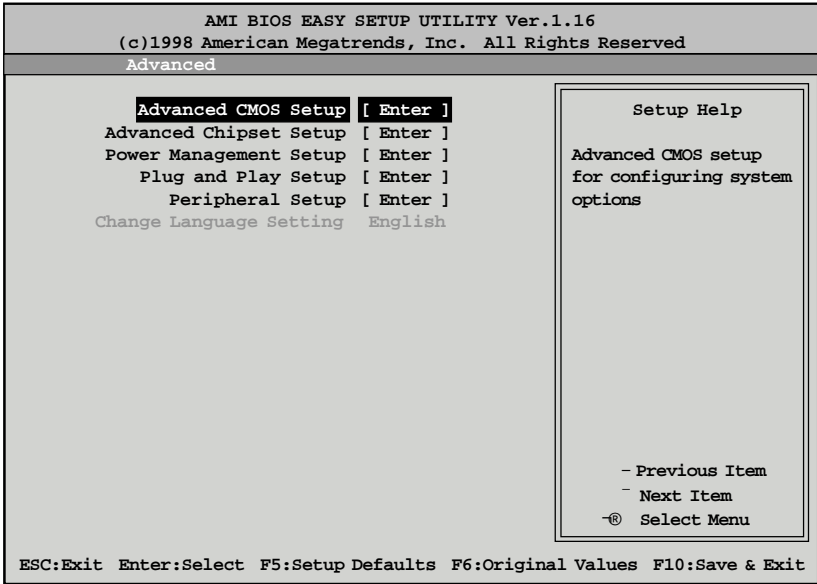 AMI BIOS EASY SETUP UTILITY Ver.1.16
(c)1998 American Megatrends, Inc. All Rights Reserved
Advanced
Advanced CMOS Setup [ Enter ]
Advanced Chipset Setup [ Enter ]
Power Management Setup [ Enter ]
Plug and Play Setup [ Enter ]
Peripheral Setup [ Enter ]
Change Language Setting English
Setup Help
Advanced CMOS setup
for configuring system
options
- Previous Item
¯ Next Item
¬® Select Menu
ESC:Exit Enter:Select F5:Setup Defaults F6:Original Values F10:Save & Exit